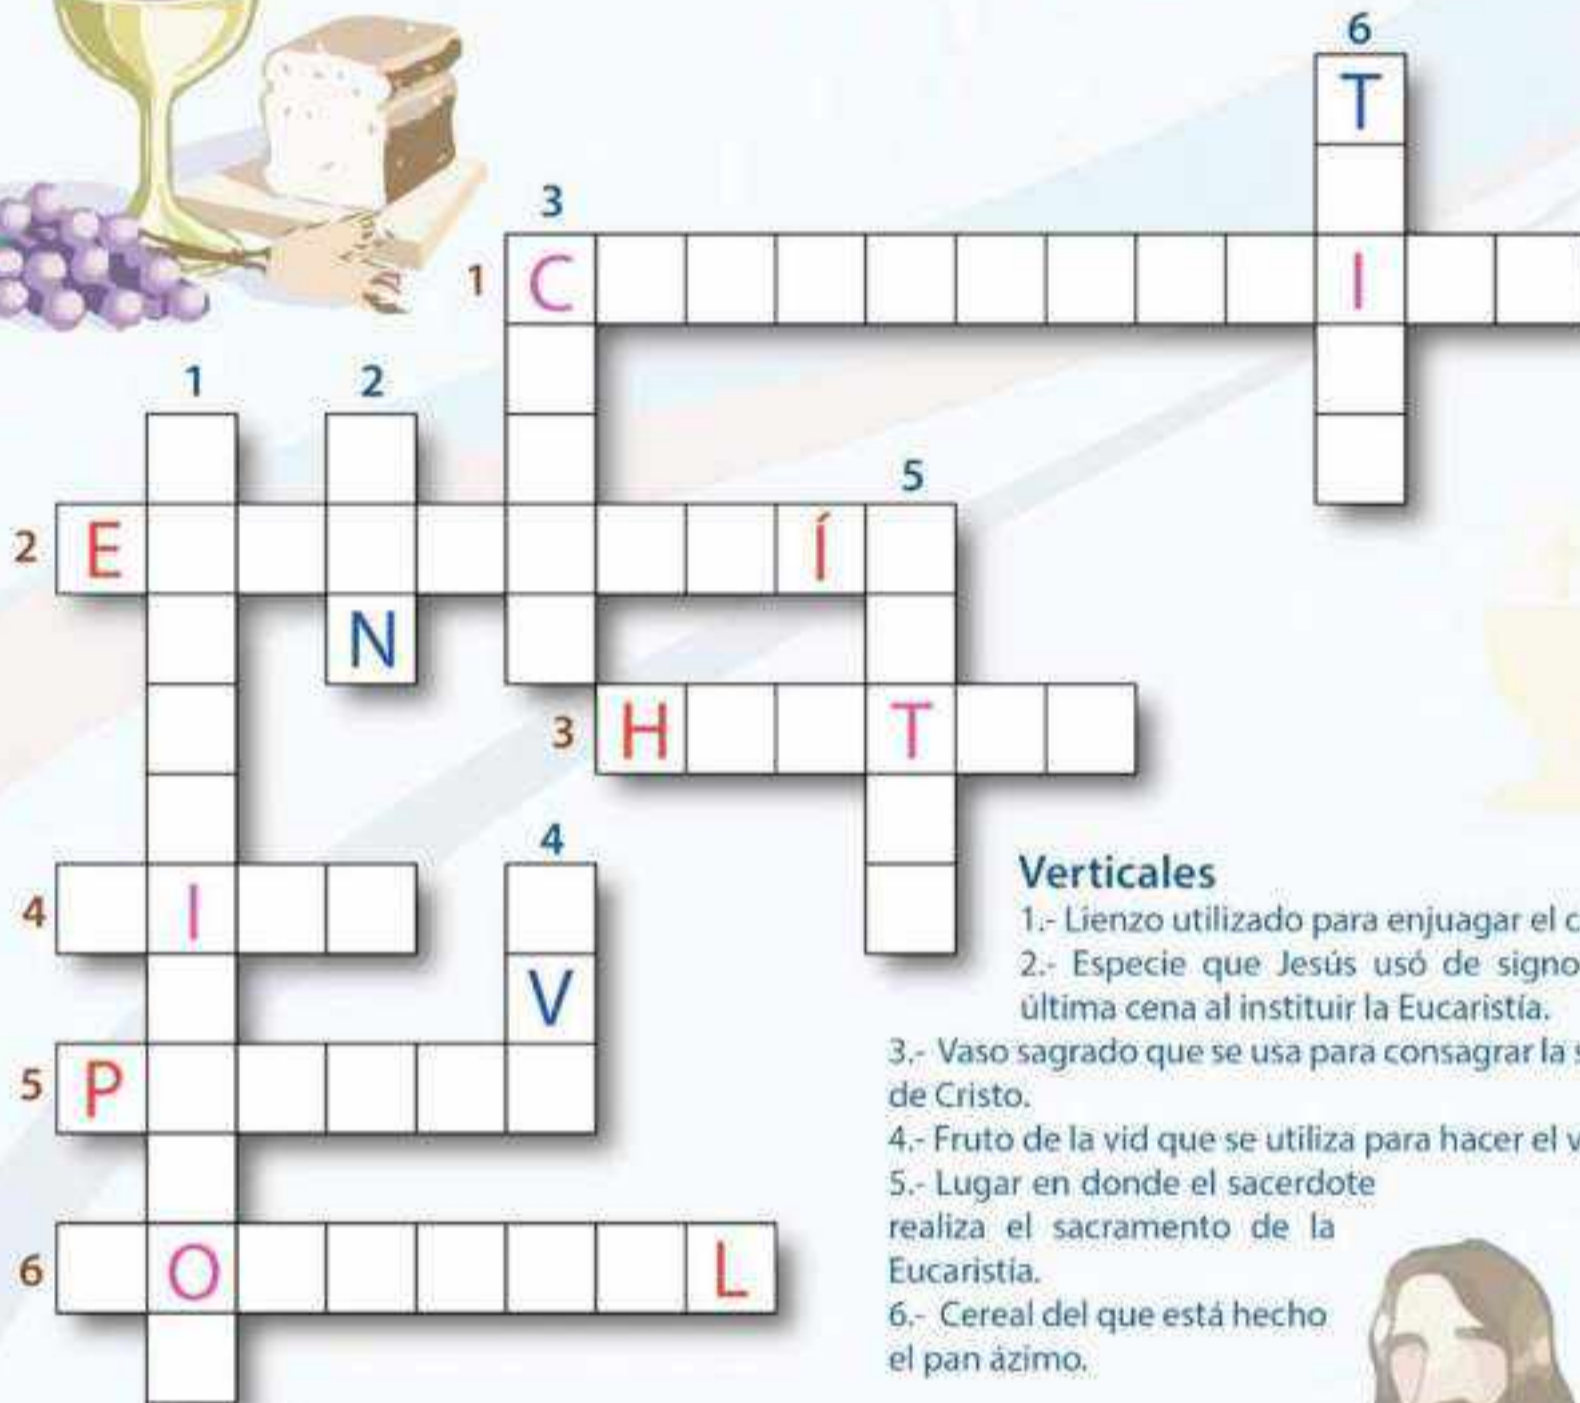 6
T
3
1 C I
1 2
5
2 E Í
N
3 H T
4
4 I
V
5 P
6 O L
Verticales
1.- Lienzo utilizado para enjuagar el c
2.- Especie que Jesús usó de signo
última cena al instituir la Eucaristía.
3.- Vaso sagrado que se usa para consagrar la s
de Cristo.
4.- Fruto de la vid que se utiliza para hacer el v
5.- Lugar en donde el sacerdote
realiza el sacramento de la
Eucaristía.
6.- Cereal del que está hecho
el pan ázimo.